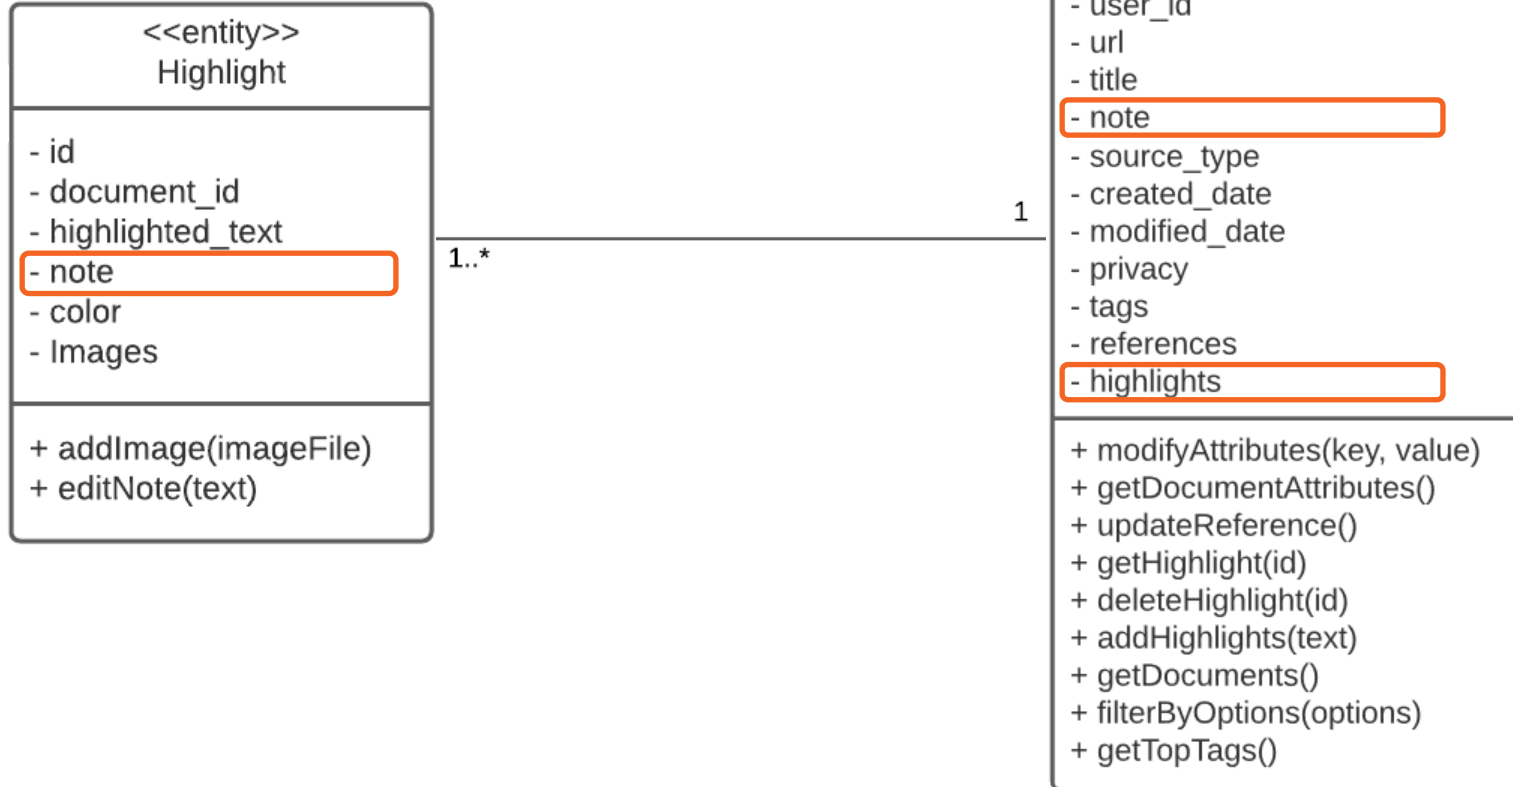 <<entity>>
Highlight
- id
- document_id
- highlighted_text
- note
- color
- Images
+ addImage(imageFile)
+ editNote(text)
1..*
1
- user_id
- url
- title
- note
- source_type
- created_date
- modified_date
- privacy
- tags
- references
- highlights
+ modifyAttributes(key, value)
+ getDocumentAttributes()
+ updateReference()
+ getHighlight(id)
+ deleteHighlight(id)
+ addHighlights(text)
+ getDocuments()
+ filterByOptions(options)
+ getTopTags()